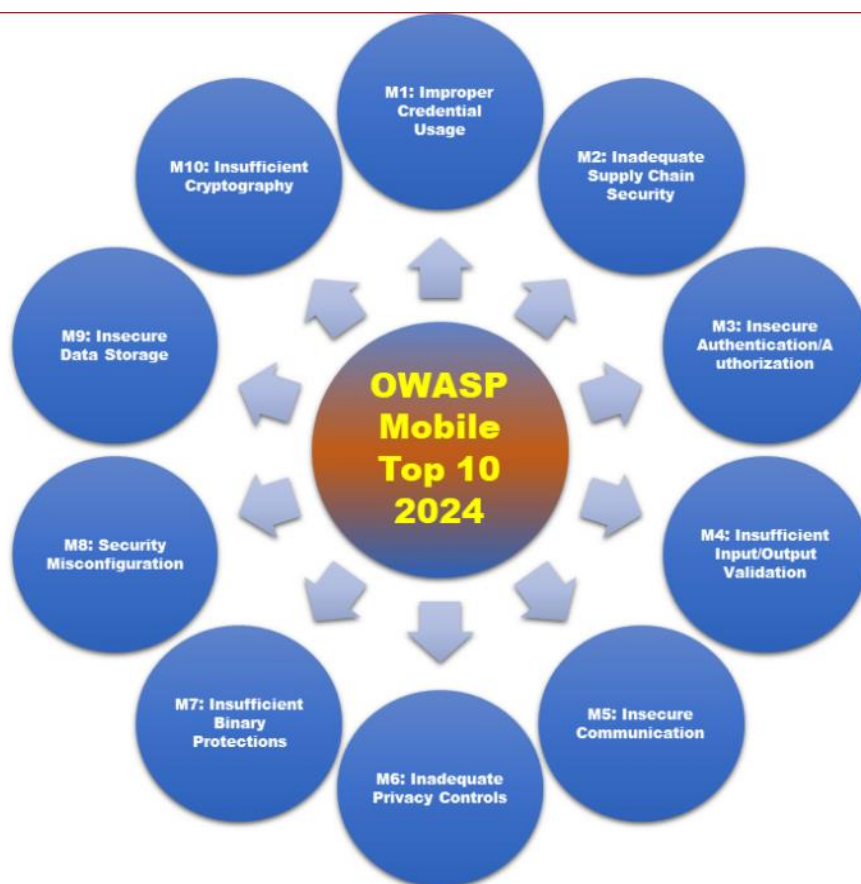 OWASP
Mobile
Top 10
2024
M1: Improper
Credential
Usage
M2: Inadequate
Supply Chain
Security
M3: Insecure
Authentication/A
uthorization
M4: Insufficient
Input/Output
Validation
M5: Insecure
Communication
M6: Inadequate
Privacy Controls
M7: Insufficient
Binary
Protections
M8: Security
Misconfiguration
M9: Insecure
Data Storage
M10: Insufficient
Cryptography